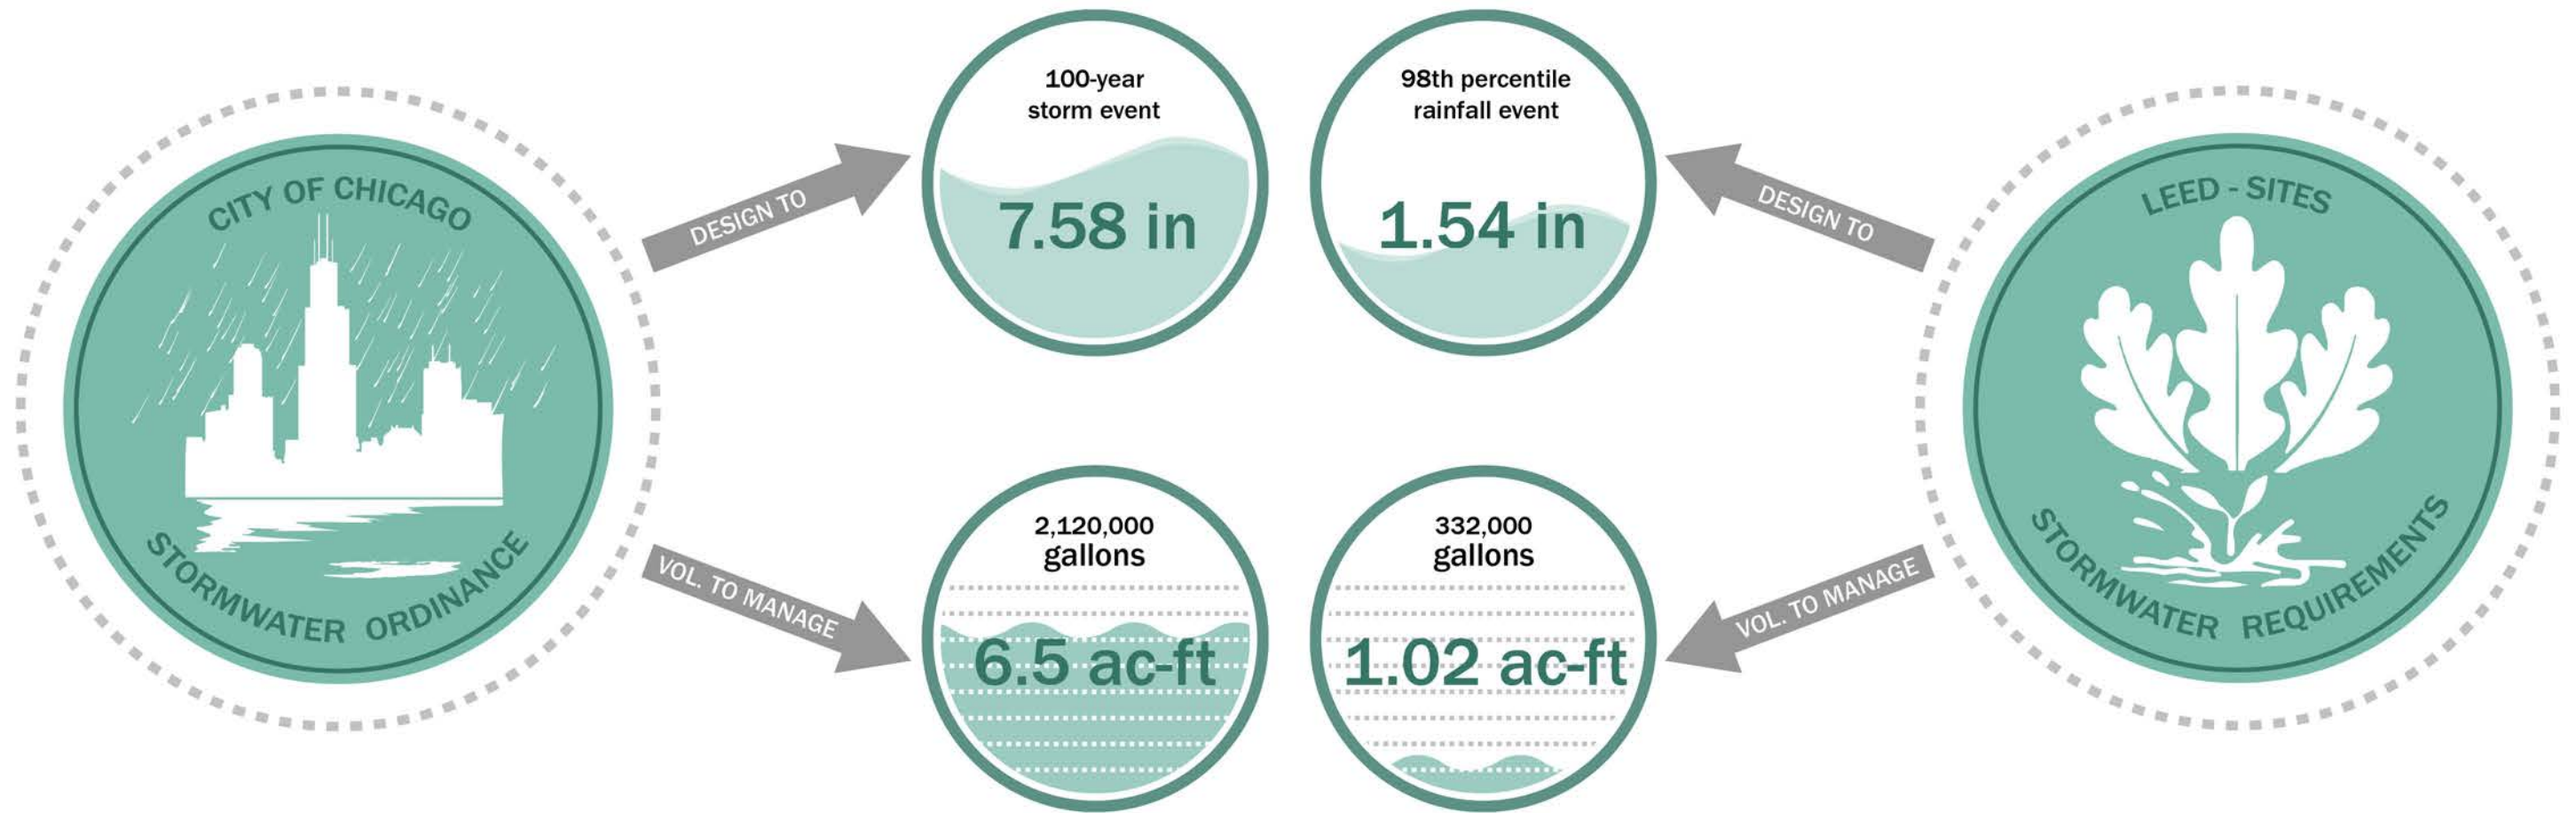 CITY OF CHICAGO
STORMWATER ORDINANCE
DESIGN TO
VOL. TO MANAGE
100-year
storm event
7.58 in
98th percentile
rainfall event
1.54 in
2,120,000
gallons
6.5 ac-ft
332,000
gallons
1.02 ac-ft
DESIGN TO
VOL. TO MANAGE
LEED - SITES
STORMWATER REQUIREMENTS